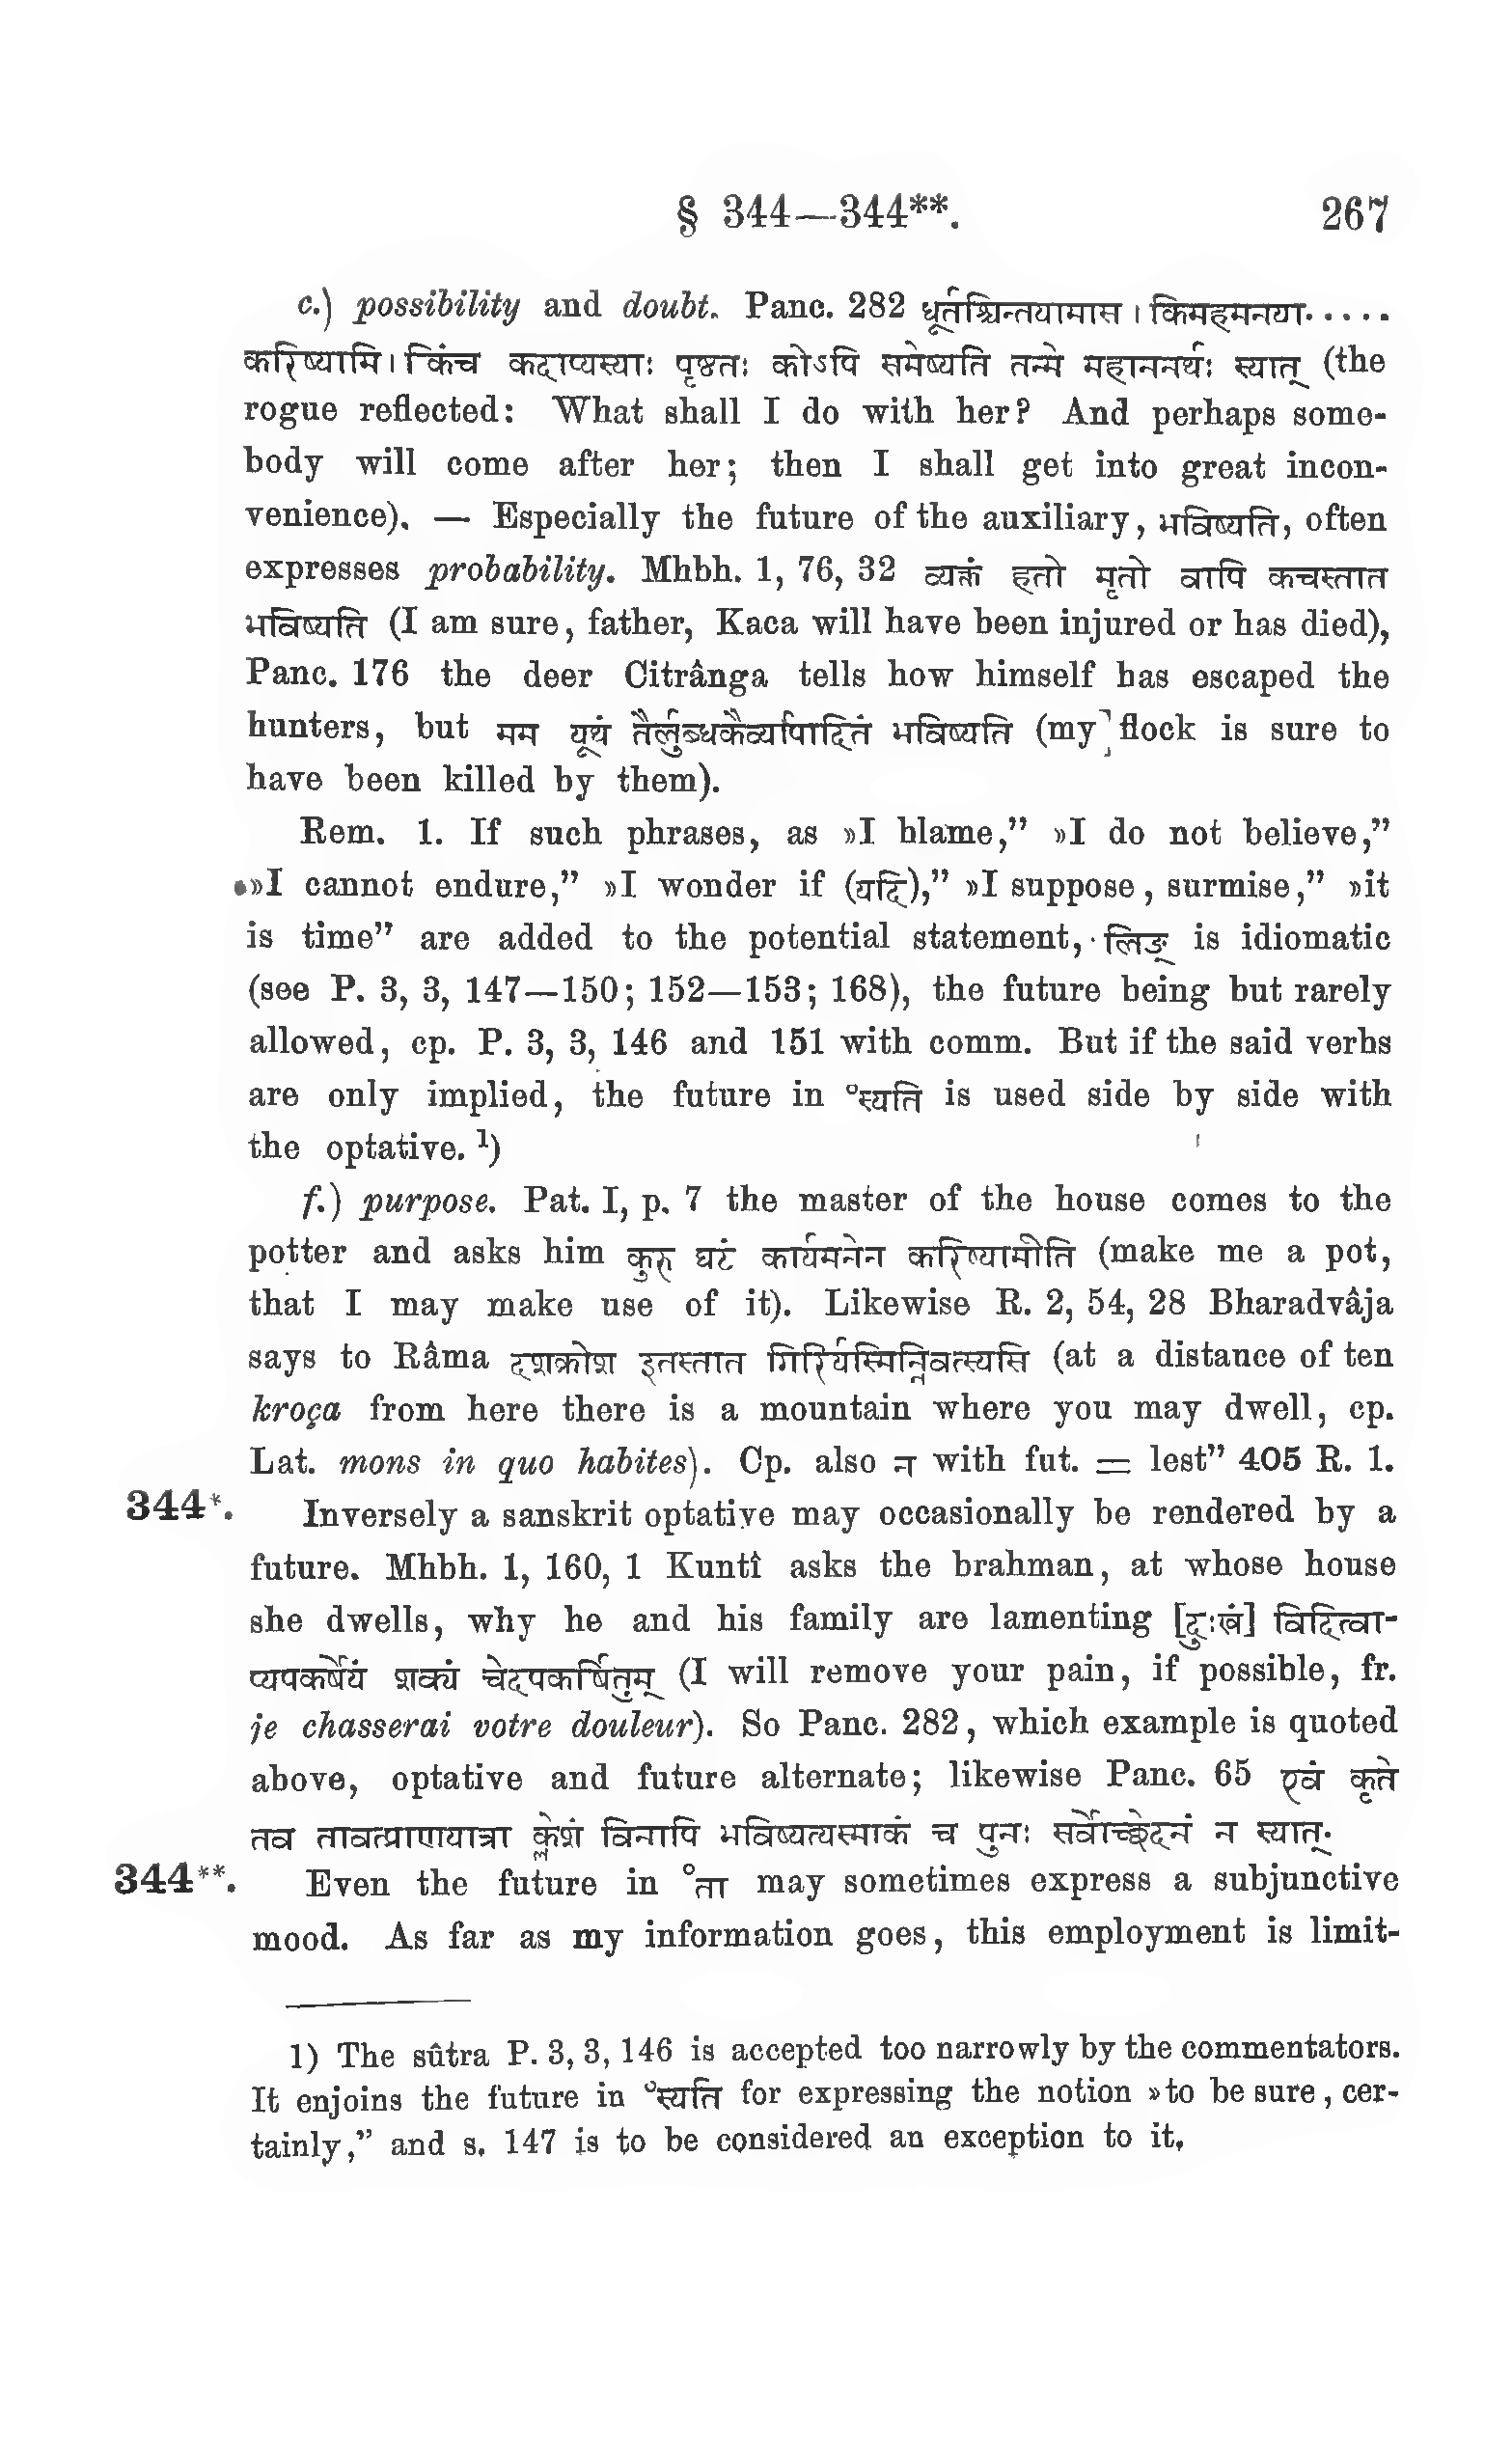 § 344—344**. 267
c.) possibility and doubt. Panc. 282 धूर्तश्चिन्तयामास । किमहमनया.....
करिष्यामि । किंच कदाप्यस्याः पृष्ठतः कोऽपि समेष्यति तन्मे महाननर्थः स्यात् (the
rogue reflected: What shall I do with her? And perhaps some-
body will come after her; then I shall get into great incon-
venience). — Especially the future of the auxiliary, भविष्यति, often
expresses probability. Mhbh. 1, 76, 32 व्यक्तं हतो मृतो वापि कचस्तात
भविष्यति (I am sure, father, Kaca will have been injured or has died),
Panc. 176 the deer Citrânga tells how himself has escaped the
hunters, but मम यूथं तैर्लुब्धकैर्व्यापादितं भविष्यति (my flock is sure to
have been killed by them).
Rem. 1. If such phrases, as »I blame,” »I do not believe,”
»I cannot endure,” »I wonder if (यदि),” »I suppose, surmise,” »it
is time” are added to the potential statement, लिङ् is idiomatic
(see P. 3, 3, 147—150; 152—153; 168), the future being but rarely
allowed, cp. P. 3, 3, 146 and 151 with comm. But if the said verbs
are only implied, the future in °स्यति is used side by side with
the optative. ¹)
f.) purpose. Pat. I, p. 7 the master of the house comes to the
potter and asks him कुरु घटं कार्यमनेन करिष्यामीति (make me a pot,
that I may make use of it). Likewise R. 2, 54, 28 Bharadvâja
says to Râma दशक्रोश इतस्तात गिरिर्यस्मिन्निवत्स्यसि (at a distance of ten
kroça from here there is a mountain where you may dwell, cp.
Lat. mons in quo habites). Cp. also न with fut. = lest” 405 R. 1.
344*. Inversely a sanskrit optative may occasionally be rendered by a
future. Mhbh. 1, 160, 1 Kuntî asks the brahman, at whose house
she dwells, why he and his family are lamenting [दुःखं] विदित्वा-
प्यपकर्षेयं शक्यं चेदपकर्षितुम् (I will remove your pain, if possible, fr.
je chasserai votre douleur). So Panc. 282, which example is quoted
above, optative and future alternate; likewise Panc. 65 एवं कृते
तव तावत्प्राणयात्रा क्लेशं विनापि भविष्यत्यस्माकं च पुनः सर्वोच्छेदनं न स्यात्.
344**. Even the future in °ता may sometimes express a subjunctive
mood. As far as my information goes, this employment is limit-
1) The sûtra P. 3, 3, 146 is accepted too narrowly by the commentators.
It enjoins the future in °स्यति for expressing the notion »to be sure, cer-
tainly,” and s. 147 is to be considered an exception to it.